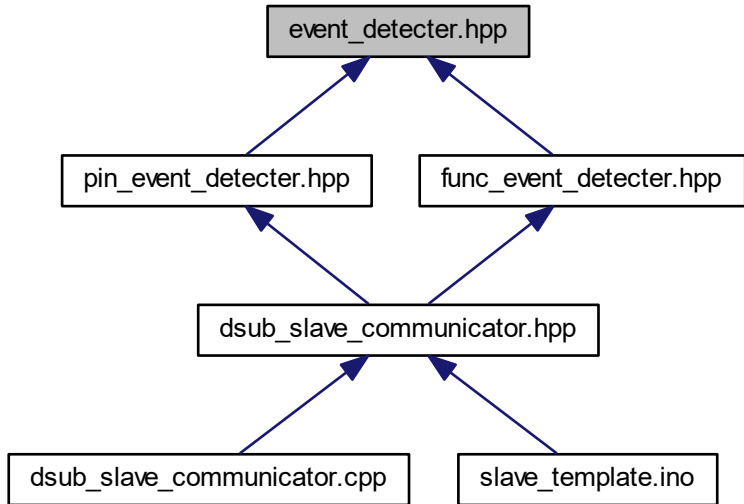 event_detecter.hpp
pin_event_detecter.hpp
func_event_detecter.hpp
dsub_slave_communicator.hpp
dsub_slave_communicator.cpp
slave_template.ino